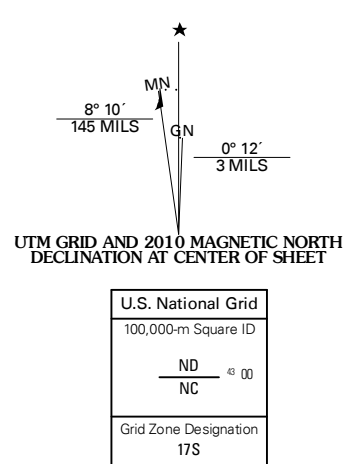 ★
MN
8° 10´
145 MILS
GN
0° 12´
3 MILS
UTM GRID AND 2010 MAGNETIC NORTH
DECLINATION AT CENTER OF SHEET
U.S. National Grid
100,000-m Square ID
ND
43 00
NC
Grid Zone Designation
17S